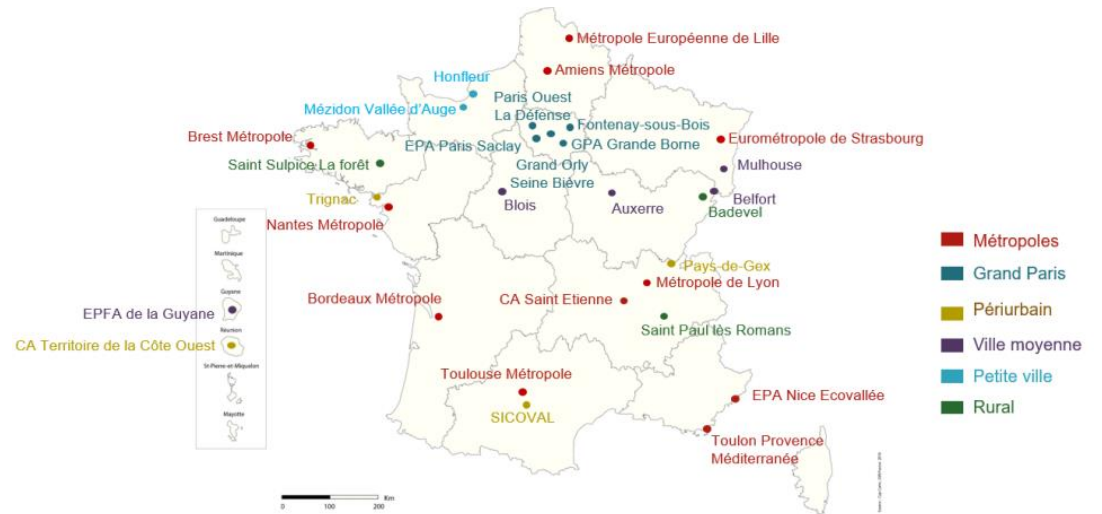 Métropole Européenne de Lille
Amiens Métropole
Honfleur
Mézidon Vallée d'Auge
Paris Ouest
La Défense
Fontenay-sous-Bois
EPA Paris Saclay
GPA Grande Borne
Grand Orly
Seine Bièvre
Brest Métropole
Saint Sulpice La forêt
Eurométropole de Strasbourg
Mulhouse
Belfort
Badevel
Trignac
Nantes Métropole
Blois
Auxerre
Pays-de-Gex
Métropole de Lyon
CA Saint Etienne
Saint Paul lès Romans
Bordeaux Métropole
Toulouse Métropole
SICOVAL
EPA Nice Ecovallée
Toulon Provence
Méditerranée
Guadeloupe
Martinique
Guyane
EPFA de la Guyane
Réunion
CA Territoire de la Côte Ouest
St-Pierre-et-Miquelon
Mayotte
Métropoles
Grand Paris
Périurbain
Ville moyenne
Petite ville
Rural
Km
0 100 200